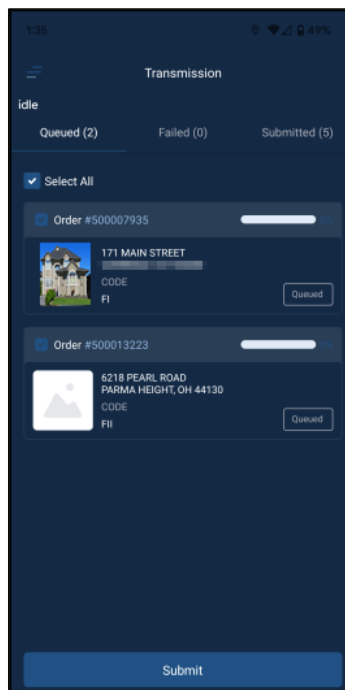 1:35
49%
Transmission
idle
Queued (2)
Failed (0)
Submitted (5)
Select All
Order #500007935
171 MAIN STREET
CODE
FI
Queued
Order #500013223
6218 PEARL ROAD
PARMA HEIGHT, OH 44130
CODE
FII
Queued
Submit